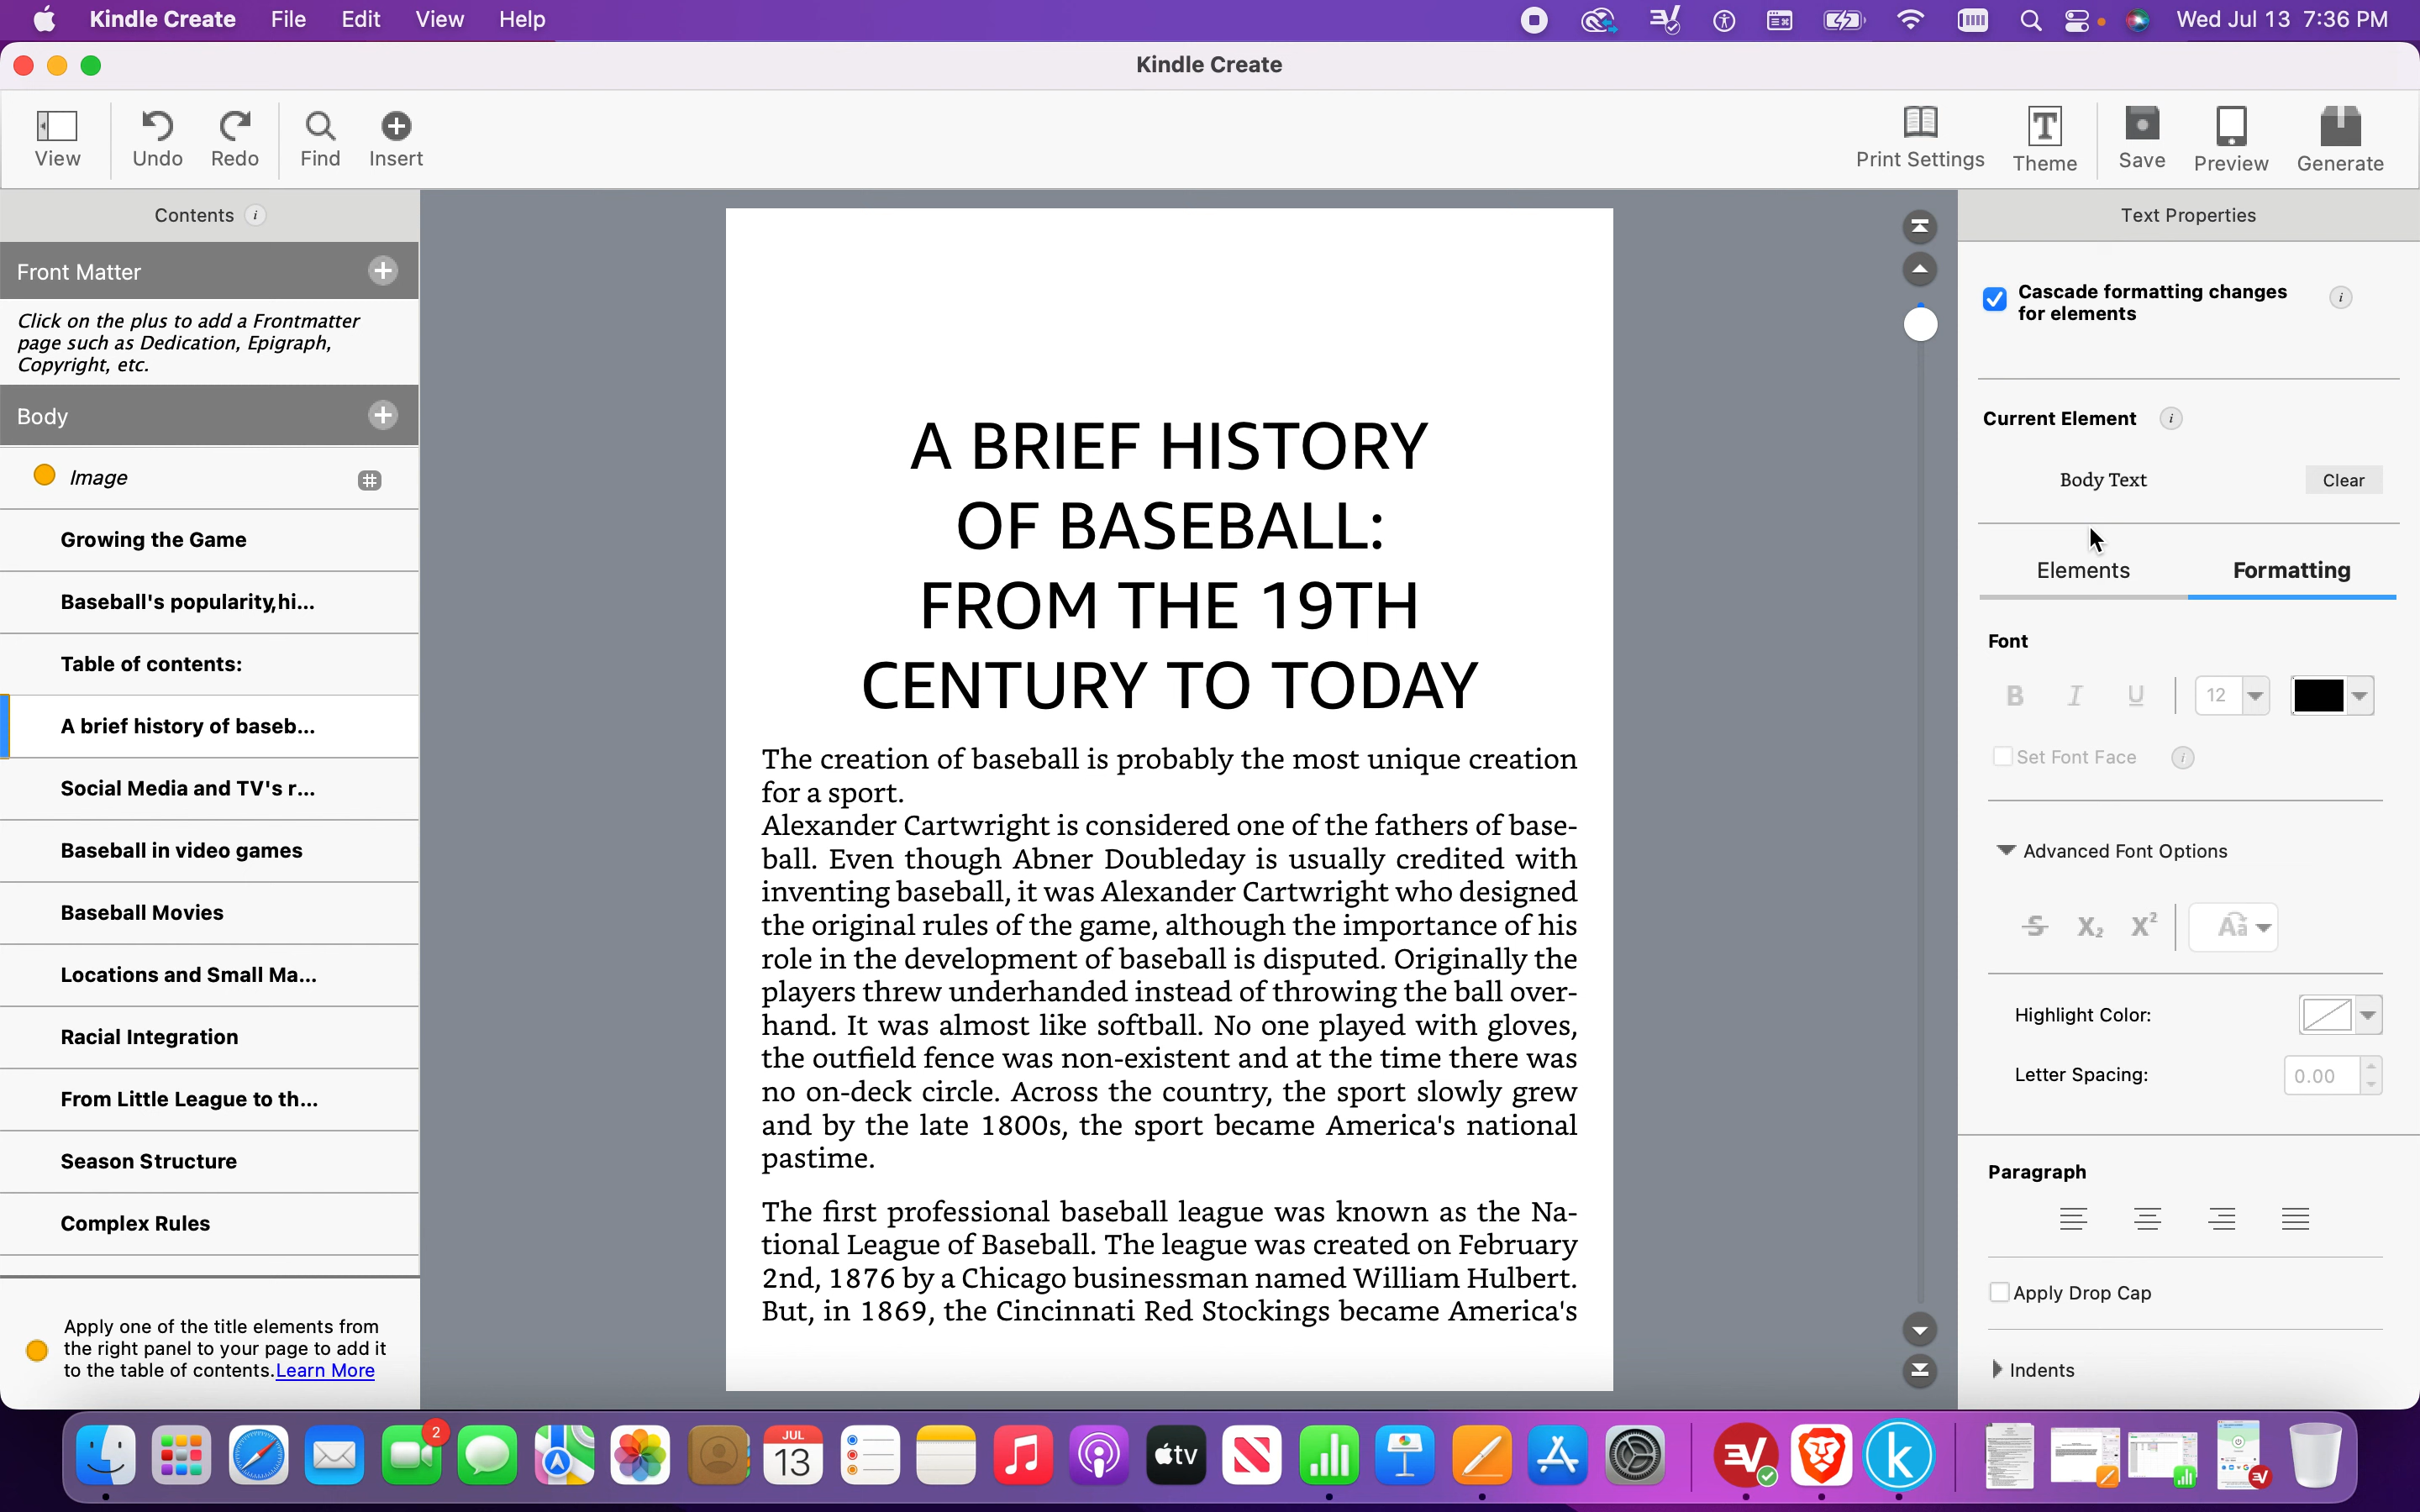 Kindle Create File Edit View Help Wed Jul 13 7:36 PM
Kindle Create
View Undo Redo Find Insert Print Settings Theme Save Preview Generate
Contents i
Front Matter
Click on the plus to add a Frontmatter
page such as Dedication, Epigraph,
Copyright, etc.
Body
Image #
Growing the Game
Baseball's popularity,hi...
Table of contents:
A brief history of baseb...
Social Media and TV's r...
Baseball in video games
Baseball Movies
Locations and Small Ma...
Racial Integration
From Little League to th...
Season Structure
Complex Rules
Apply one of the title elements from
the right panel to your page to add it
to the table of contents.Learn More
A BRIEF HISTORY
OF BASEBALL:
FROM THE 19TH
CENTURY TO TODAY
The creation of baseball is probably the most unique creation
for a sport.
Alexander Cartwright is considered one of the fathers of base-
ball. Even though Abner Doubleday is usually credited with
inventing baseball, it was Alexander Cartwright who designed
the original rules of the game, although the importance of his
role in the development of baseball is disputed. Originally the
players threw underhanded instead of throwing the ball over-
hand. It was almost like softball. No one played with gloves,
the outfield fence was non-existent and at the time there was
no on-deck circle. Across the country, the sport slowly grew
and by the late 1800s, the sport became America's national
pastime.
The first professional baseball league was known as the Na-
tional League of Baseball. The league was created on February
2nd, 1876 by a Chicago businessman named William Hulbert.
But, in 1869, the Cincinnati Red Stockings became America's
Text Properties
Cascade formatting changes
for elements i
Current Element i
Body Text Clear
Elements Formatting
Font
B I U 12
Set Font Face i
Advanced Font Options
S X₂ X² Aa
Highlight Color:
Letter Spacing: 0.00
Paragraph
Apply Drop Cap
Indents
2
JUL
13
tv
k